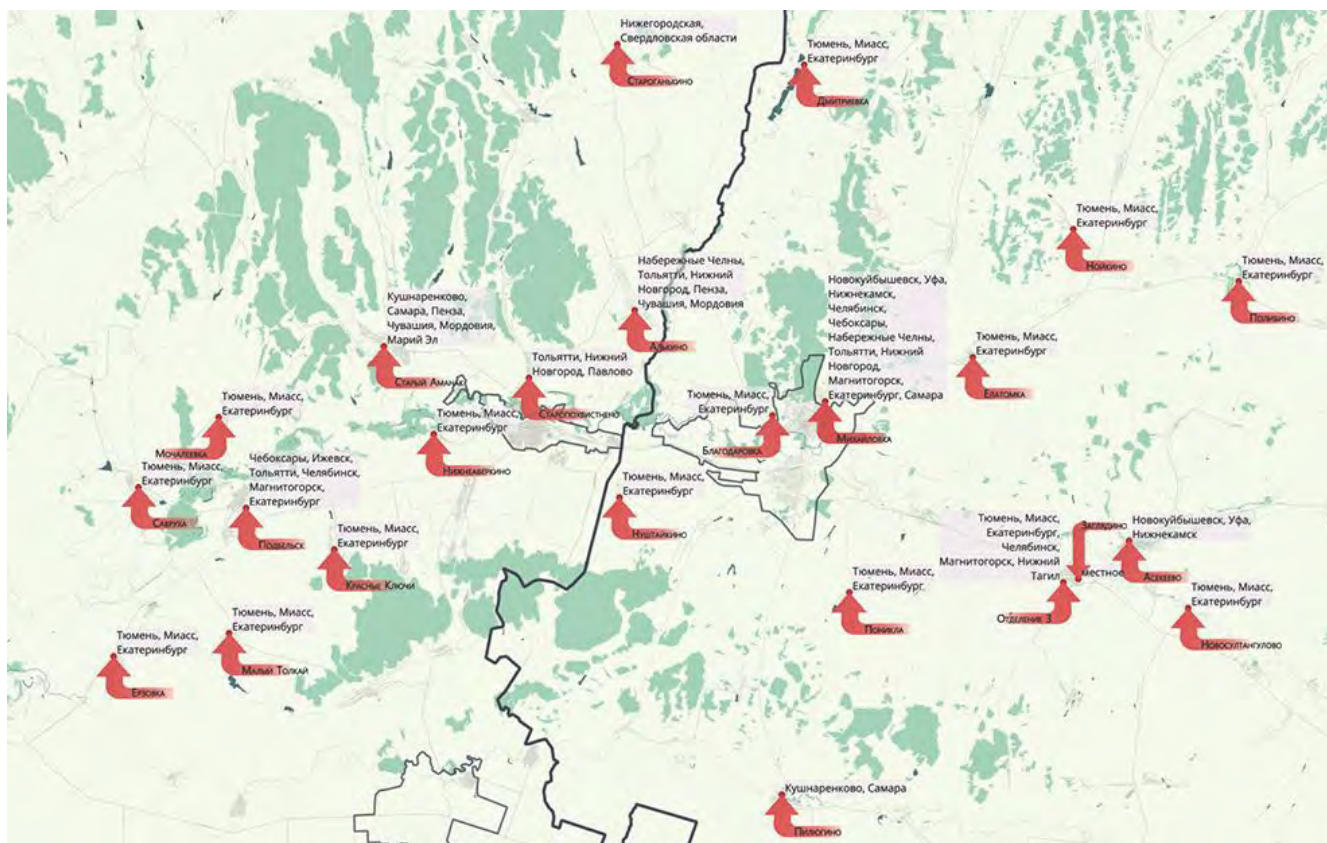 Нижегородская,
Свердловская области
Староганькино
Тюмень, Миасс,
Екатеринбург
Дмитриевка
Тюмень, Миасс,
Екатеринбург
Нойкино
Тюмень, Миасс,
Екатеринбург
Полибино
Набережные Челны,
Тольятти, Нижний
Новгород, Пенза,
Чувашия, Мордовия
Алькино
Новокуйбышевск, Уфа,
Нижнекамск,
Челябинск,
Чебоксары,
Набережные Челны,
Тольятти, Нижний
Новгород,
Магнитогорск,
Екатеринбург, Самара
Михайловка
Кушнаренково,
Самара, Пенза,
Чувашия, Мордовия,
Марий Эл
Старый Аманак
Тольятти, Нижний
Новгород, Павлово
Старопохвистнево
Тюмень, Миасс,
Екатеринбург
Елатомка
Тюмень, Миасс,
Екатеринбург
Благодаровка
Тюмень, Миасс,
Екатеринбург
Мочалеевка
Тюмень, Миасс,
Екатеринбург
Нижнеаверкино
Тюмень, Миасс,
Екатеринбург
Савруха
Чебоксары, Ижевск,
Тольятти, Челябинск,
Магнитогорск,
Екатеринбург
Подбельск
Тюмень, Миасс,
Екатеринбург
Нуштайкино
Тюмень, Миасс,
Екатеринбург
Красные Ключи
Тюмень, Миасс,
Екатеринбург,
Челябинск,
Магнитогорск, Нижний
Тагил
Отделение 3
Заглядино
местное
Новокуйбышевск, Уфа,
Нижнекамск
Асекеево
Тюмень, Миасс,
Екатеринбург
Поникла
Тюмень, Миасс,
Екатеринбург
Новосултангулово
Тюмень, Миасс,
Екатеринбург
Малый Толкай
Тюмень, Миасс,
Екатеринбург
Ерзовка
Кушнаренково, Самара
Пилюгино